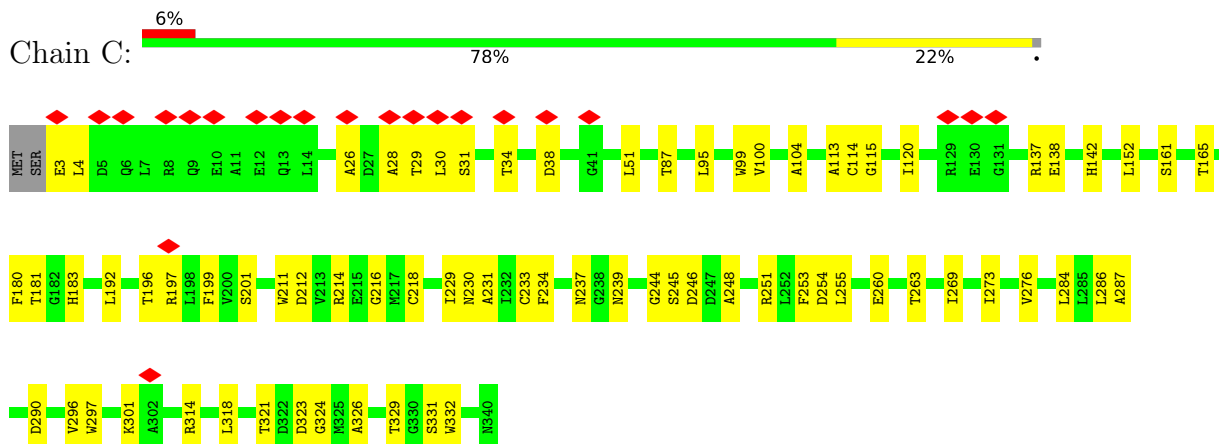 6%
Chain C:
78% 22% .
MET SER E3 L4 D5 Q6 L7 R8 Q9 E10 A11 E12 Q13 L14 A26 D27 A28 T29 L30 S31 T34 D38 G41 L51 T87 L95 W99 V100 A104 A113 C114 G115 I120 R129 E130 G131 R137 E138 H142 L152 S161 T165
F180 T181 G182 H183 L192 T196 R197 L198 F199 V200 S201 W211 D212 V213 R214 E215 G216 M217 C218 I229 N230 A231 I232 C233 F234 N237 G238 N239 G244 S245 D246 D247 A248 R251 L252 F253 D254 L255 E260 T263 I269 I273 V276 L284 L285 L286 A287
D290 V296 W297 K301 A302 R314 L318 T321 D322 D323 G324 M325 A326 T329 G330 S331 W332 N340